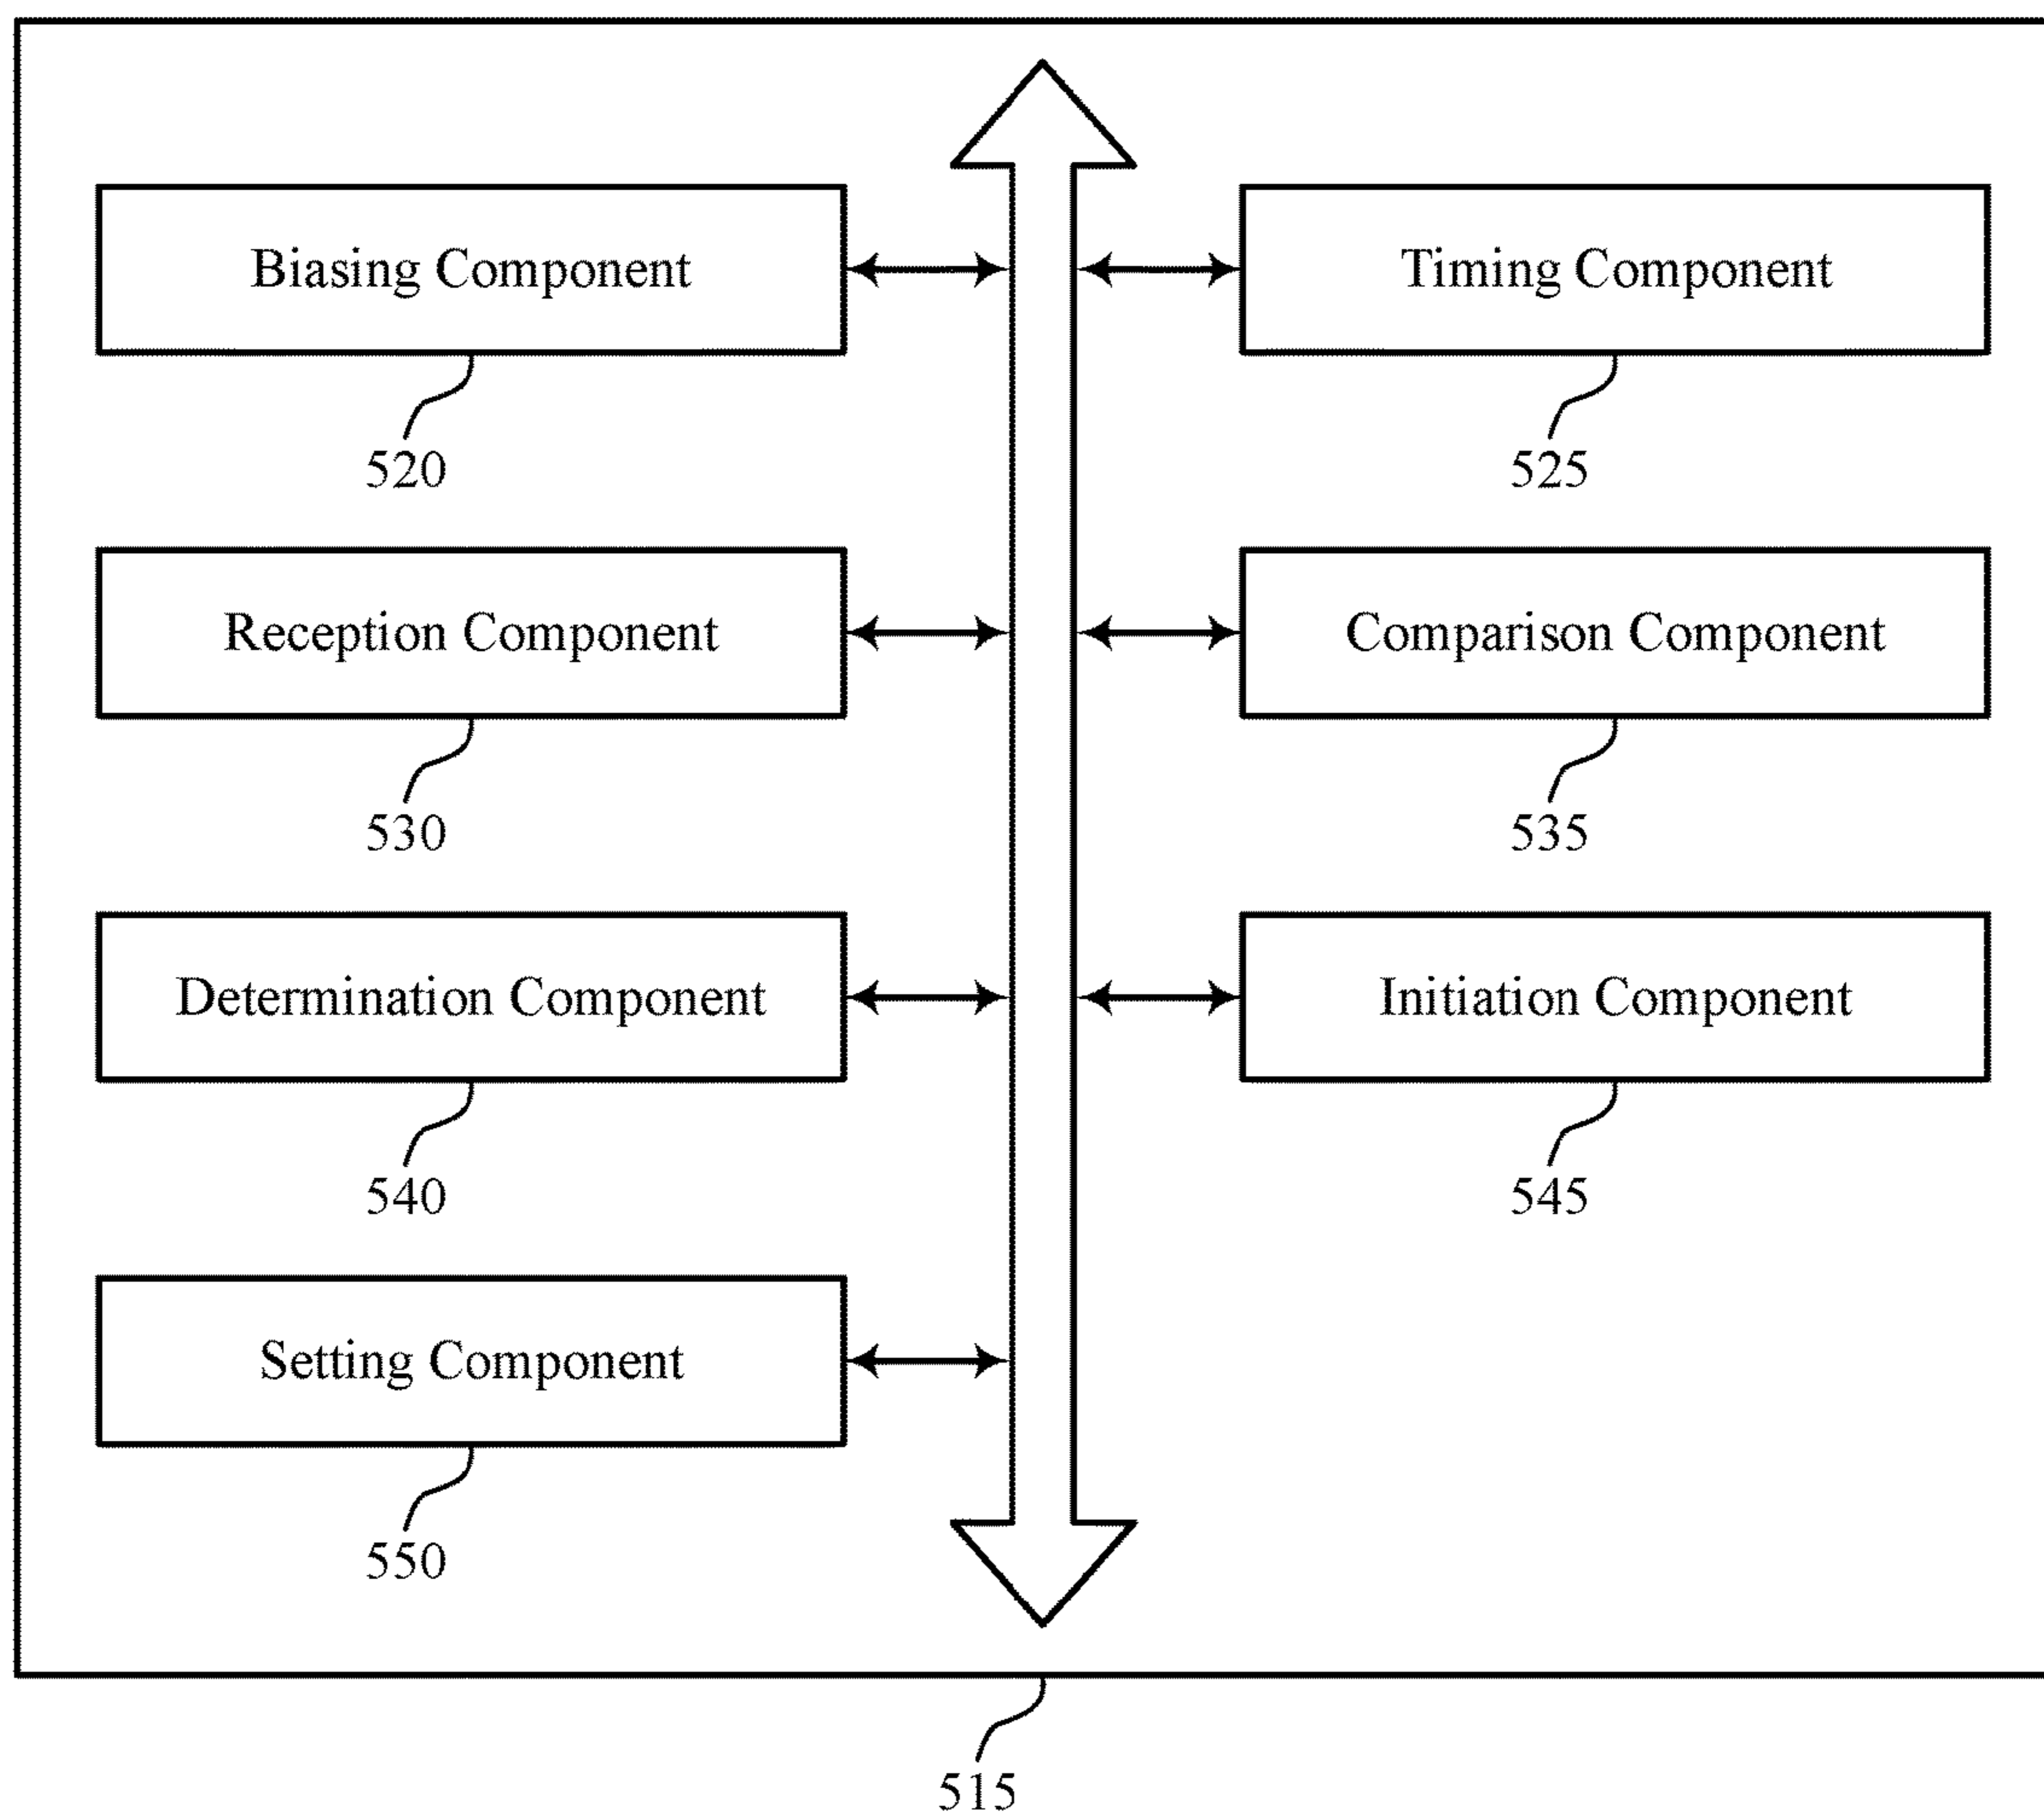 Biasing Component
Timing Component
520
525
Reception Component
Comparison Component
530
535
Determination Component
Initiation Component
540
545
Setting Component
550
515